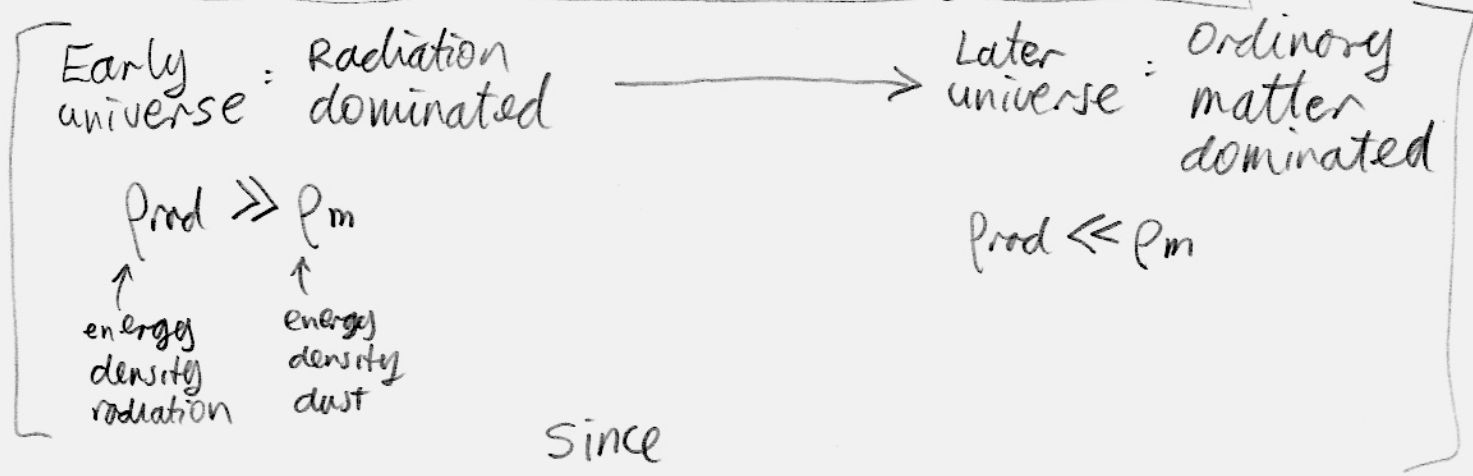 Early universe : Radiation dominated → Later universe : Ordinary matter dominated
ρrad ≫ ρm
ρrad ≪ ρm
↑ ↑
energy density radiation
energy density dust
Since